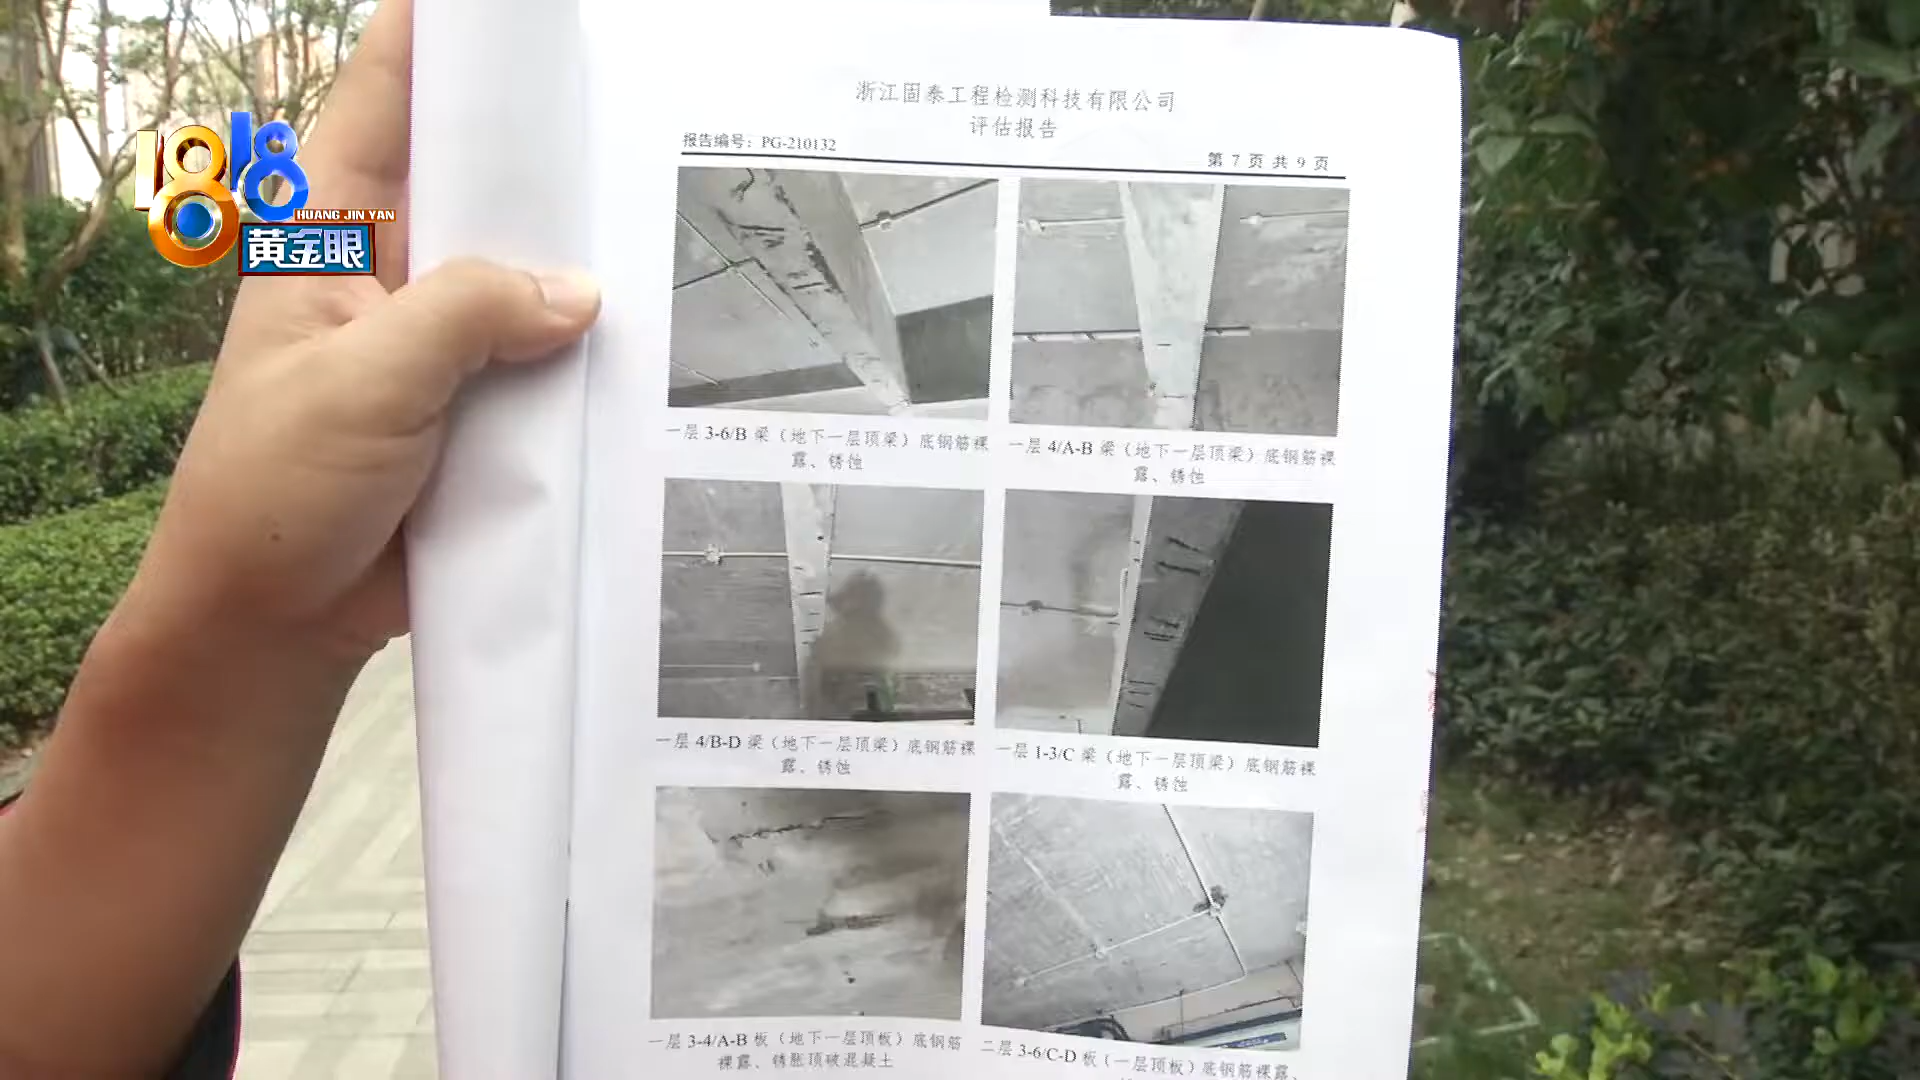 1818
HUANG JIN YAN
黄金眼
浙江固泰工程检测科技有限公司
评估报告
报告编号：PG-210132
第 7 页 共 9 页
一层 3-6/B 梁（地下一层顶梁）底钢筋裸
露、锈蚀
一层 4/A-B 梁（地下一层顶梁）底钢筋裸
露、锈蚀
一层 4/B-D 梁（地下一层顶梁）底钢筋裸
露、锈蚀
一层 1-3/C 梁（地下一层顶梁）底钢筋裸
露、锈蚀
一层 3-4/A-B 板（地下一层顶板）底钢筋
裸露、锈胀顶破混凝土
二层 3-6/C-D 板（一层顶板）底钢筋裸露、